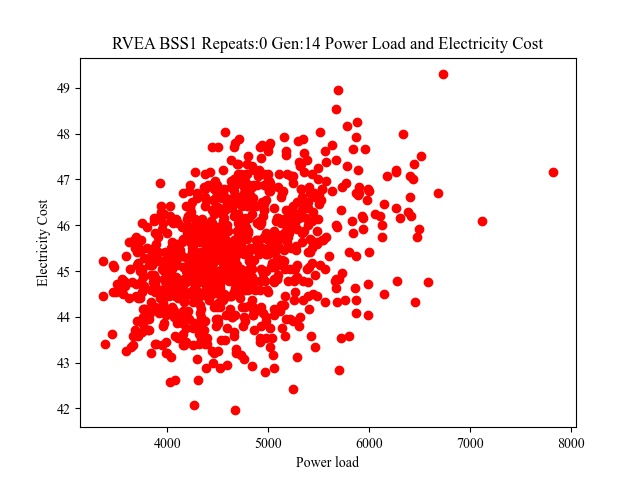 RVEA BSS1 Repeats:0 Gen:14 Power Load and Electricity Cost
49
48
47
46
45
44
43
42
Electricity Cost
4000 5000 6000 7000 8000
Power load